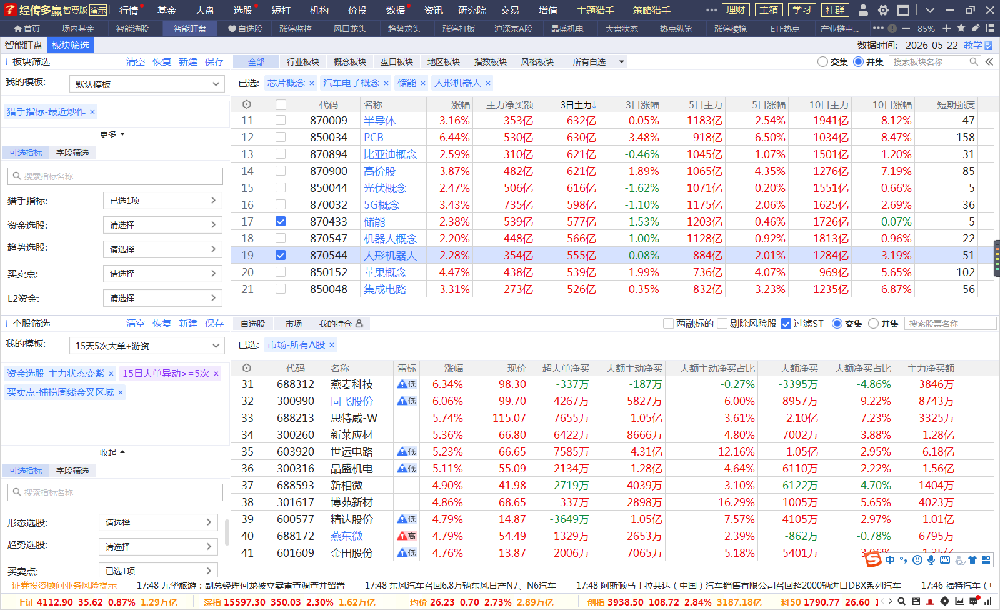 经传多赢 智尊版 演示 行情 基金 大盘 选股 短打 机构 价投 数据 资讯 研究院 交易 增值 主题猎手 策略猎手 ••• 理财 宝箱 学习 社群
首页 场内基金 智能选股 智能盯盘 自选股 涨停监控 风口龙头 趋势龙头 涨停打板 沪深京A股 晶盛机电 大盘状态 热点纵览 涨停棱镜 ETF热点 产业链中... ••• 85%
智能盯盘 板块筛选 数据时间: 2026-05-22 教学
板块筛选 清空 恢复 新建 保存
我的模板: 默认模板
猎手指标-最近炒作 ×
更多
可选指标 字段筛选
搜索指标名称
猎手指标: 已选1项
资金选股: 请选择
趋势选股: 请选择
买卖点: 请选择
L2资金: 请选择
全部 行业板块 概念板块 盘口板块 地区板块 指数板块 风格板块 所有自选 交集 并集 搜索板块名称
已选: 芯片概念 × 汽车电子概念 × 储能 × 人形机器人 ×
代码 名称 涨幅 主力净买额 3日主力↓ 3日涨幅 5日主力 5日涨幅 10日主力 10日涨幅 短期强度
11 870009 半导体 3.16% 353亿 632亿 0.05% 1183亿 2.54% 1941亿 8.12% 47
12 850034 PCB 6.44% 530亿 630亿 3.48% 918亿 6.50% 1034亿 8.47% 158
13 870894 比亚迪概念 2.59% 310亿 621亿 -0.46% 1045亿 1.07% 1501亿 1.20% 31
14 870900 高价股 3.87% 482亿 621亿 1.89% 1065亿 4.35% 1276亿 7.19% 85
15 850044 光伏概念 2.47% 506亿 616亿 -1.62% 1071亿 0.20% 1551亿 0.66% 5
16 870032 5G概念 3.43% 735亿 598亿 -1.10% 1175亿 2.06% 1625亿 2.69% 36
17 870433 储能 2.38% 539亿 577亿 -1.53% 1203亿 0.46% 1726亿 -0.07% 5
18 870547 机器人概念 2.20% 448亿 566亿 -1.00% 1128亿 0.92% 1813亿 0.96% 22
19 870544 人形机器人 2.28% 354亿 555亿 -0.08% 884亿 2.01% 1284亿 3.19% 51
20 850152 苹果概念 4.47% 438亿 539亿 1.99% 736亿 4.07% 969亿 5.65% 102
21 850048 集成电路 3.31% 273亿 526亿 0.35% 832亿 3.23% 1235亿 6.87% 56
个股筛选 清空 恢复 新建 保存
我的模板: 15天5次大单+游资
资金选股-主力状态变紫 × 15日大单异动>=5次 ×
买卖点-捕捞周线金叉区域 ×
收起
可选指标 字段筛选
搜索指标名称
形态选股: 请选择
趋势选股: 请选择
买卖点: 已选1项
自选股 市场 我的持仓 两融标的 剔除风险股 过滤ST 交集 并集 搜索股票名称
已选: 市场-所有A股 ×
代码 名称 雷标 涨幅 现价 超大单净买 大额主动净买 大额主动净买占比 大额净买 大额净买占比 主力净买额
31 688312 燕麦科技 低 6.34% 98.30 -337万 -187万 -0.27% -3395万 -4.86% 3846万
32 300990 同飞股份 低 6.06% 99.70 4267万 5827万 6.00% 8957万 9.22% 8743万
33 688213 思特威-W 5.74% 115.07 7655万 1.05亿 3.61% 2.10亿 7.23% 3325万
34 300260 新莱应材 5.36% 66.80 6422万 8666万 4.80% 7002万 3.88% 1.28亿
35 603920 世运电路 低 5.23% 66.65 7585万 4.31亿 12.16% 1.05亿 2.95% 6.18亿
36 300316 晶盛机电 低 5.11% 55.09 2134万 1.28亿 4.64% 6110万 2.22% 1.56亿
37 688593 新相微 4.90% 41.98 -2719万 4039万 3.10% -6122万 -4.70% 1404万
38 301617 博苑新材 4.86% 68.65 337万 2898万 16.29% 1005万 5.65% 4023万
39 600577 精达股份 低 4.79% 14.87 -3649万 1.05亿 7.57% 4105万 2.97% 1.01亿
40 688172 燕东微 高 4.79% 54.49 1329万 2653万 2.39% -862万 -0.78% 6795万
41 601609 金田股份 低 4.76% 13.87 2006万 7065万 5.18% 5401万
中
证券投资顾问业务风险提示 17:48 九华旅游：副总经理何龙被立案审查调查并留置 17:48 东风汽车召回6.8万辆东风日产N7、N6汽车 17:48 阿斯顿马丁拉共达（中国）汽车销售有限公司召回超2000辆进口DBX系列汽车 17:46 福特汽车
上证 4112.90 35.62 0.87% 1.29万亿 深指 15597.30 350.03 2.30% 1.62万亿 均价 26.23 0.70 2.73% 2.89万亿 创指 3938.50 108.72 2.84% 3187.18亿 科50 1790.77 26.60